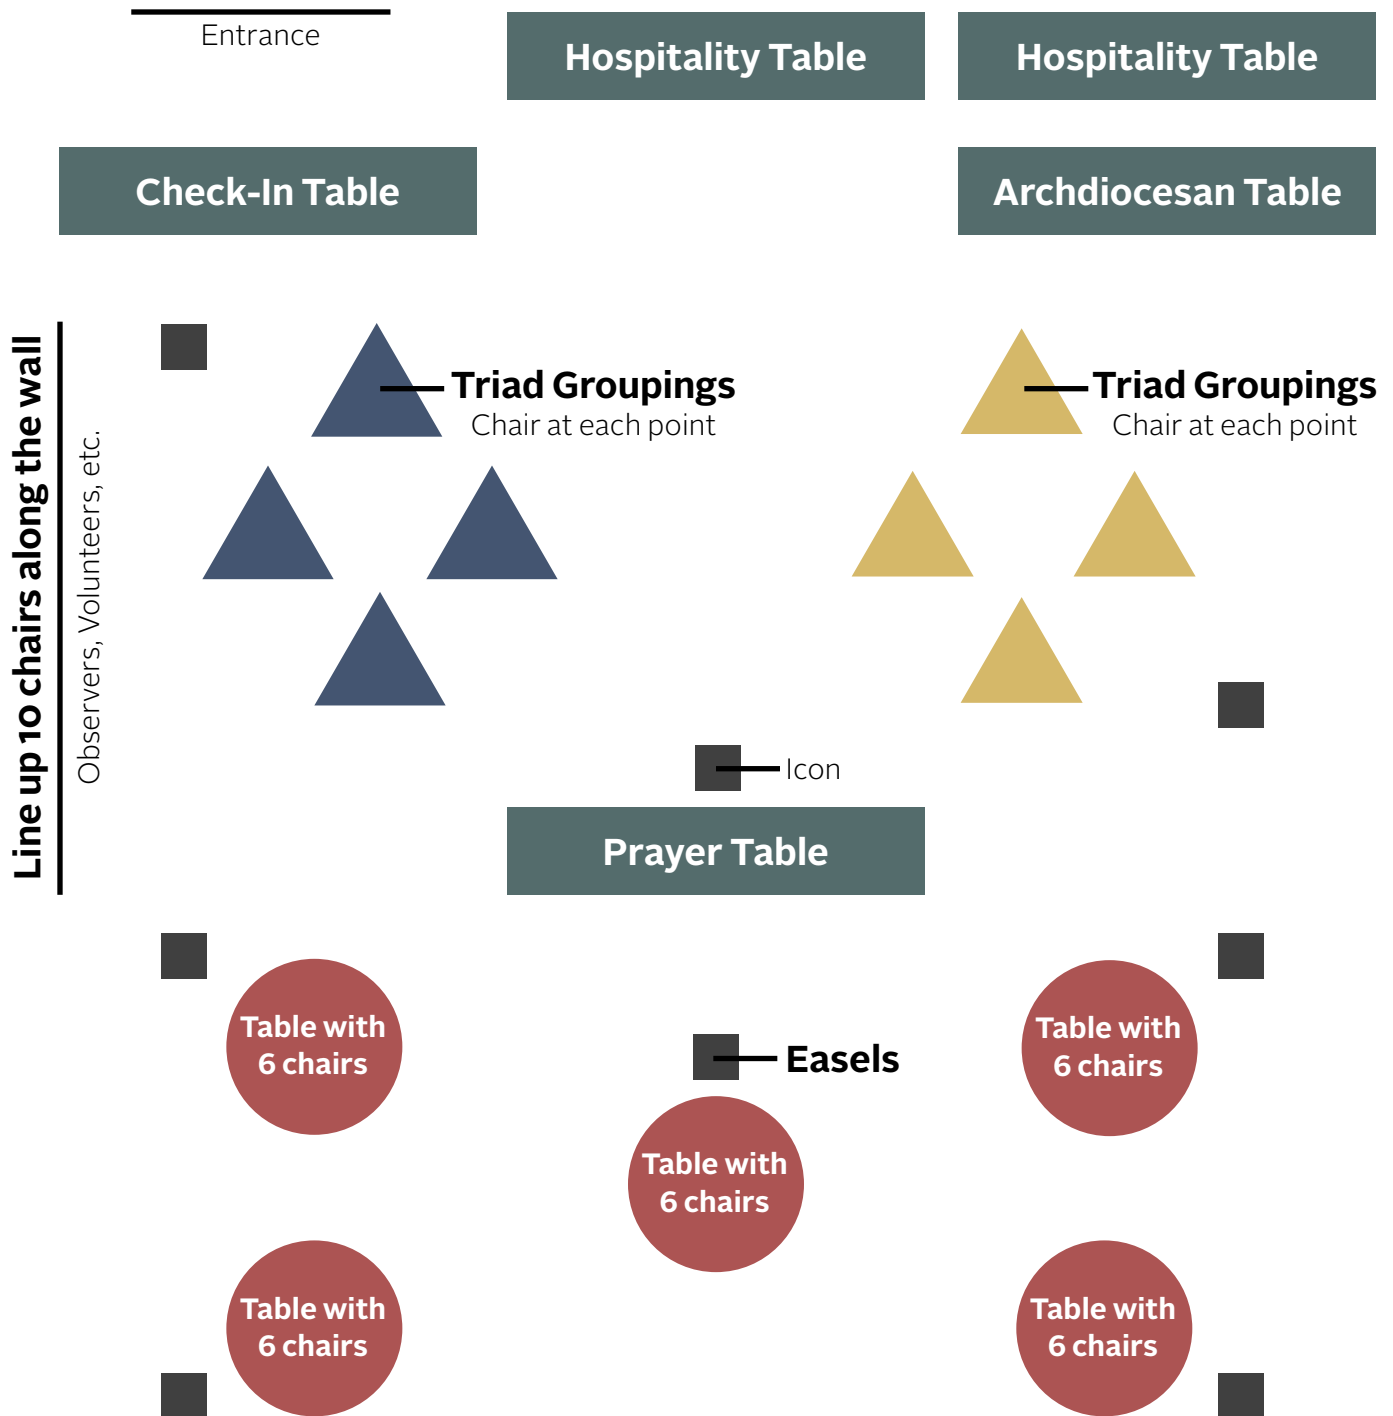 Entrance
Hospitality Table
Hospitality Table
Check-In Table
Archdiocesan Table
Line up 10 chairs along the wall
Observers, Volunteers, etc.
Triad Groupings
Chair at each point
Triad Groupings
Chair at each point
Icon
Prayer Table
Table with
6 chairs
Easels
Table with
6 chairs
Table with
6 chairs
Table with
6 chairs
Table with
6 chairs